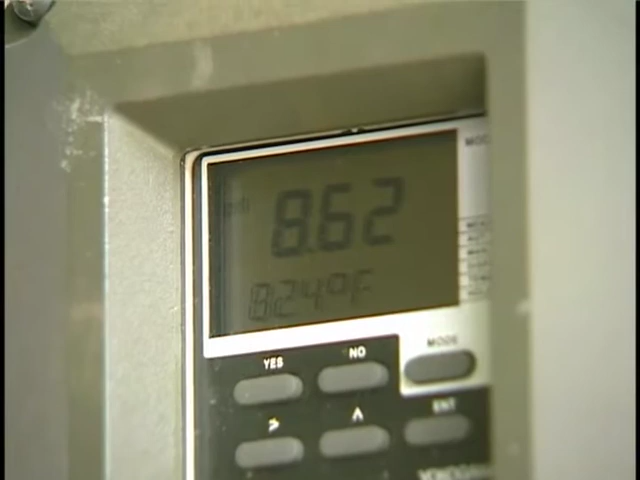 8.62
82.4°F
YES NO MODE
> ∧ ENT